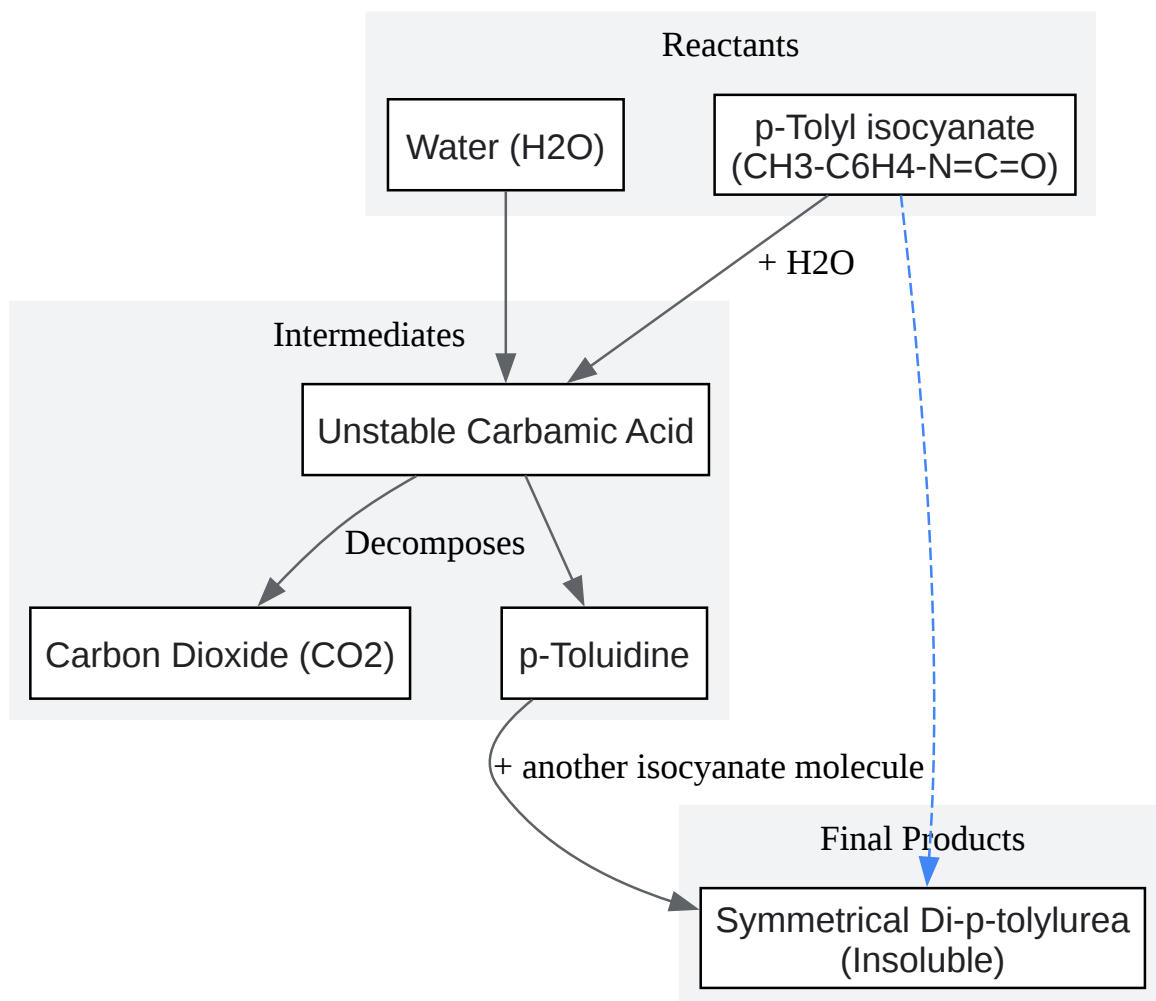 Reactants
Water (H2O)
p-Tolyl isocyanate
(CH3-C6H4-N=C=O)
+ H2O
Intermediates
Unstable Carbamic Acid
Decomposes
Carbon Dioxide (CO2)
p-Toluidine
+ another isocyanate molecule
Final Products
Symmetrical Di-p-tolylurea
(Insoluble)